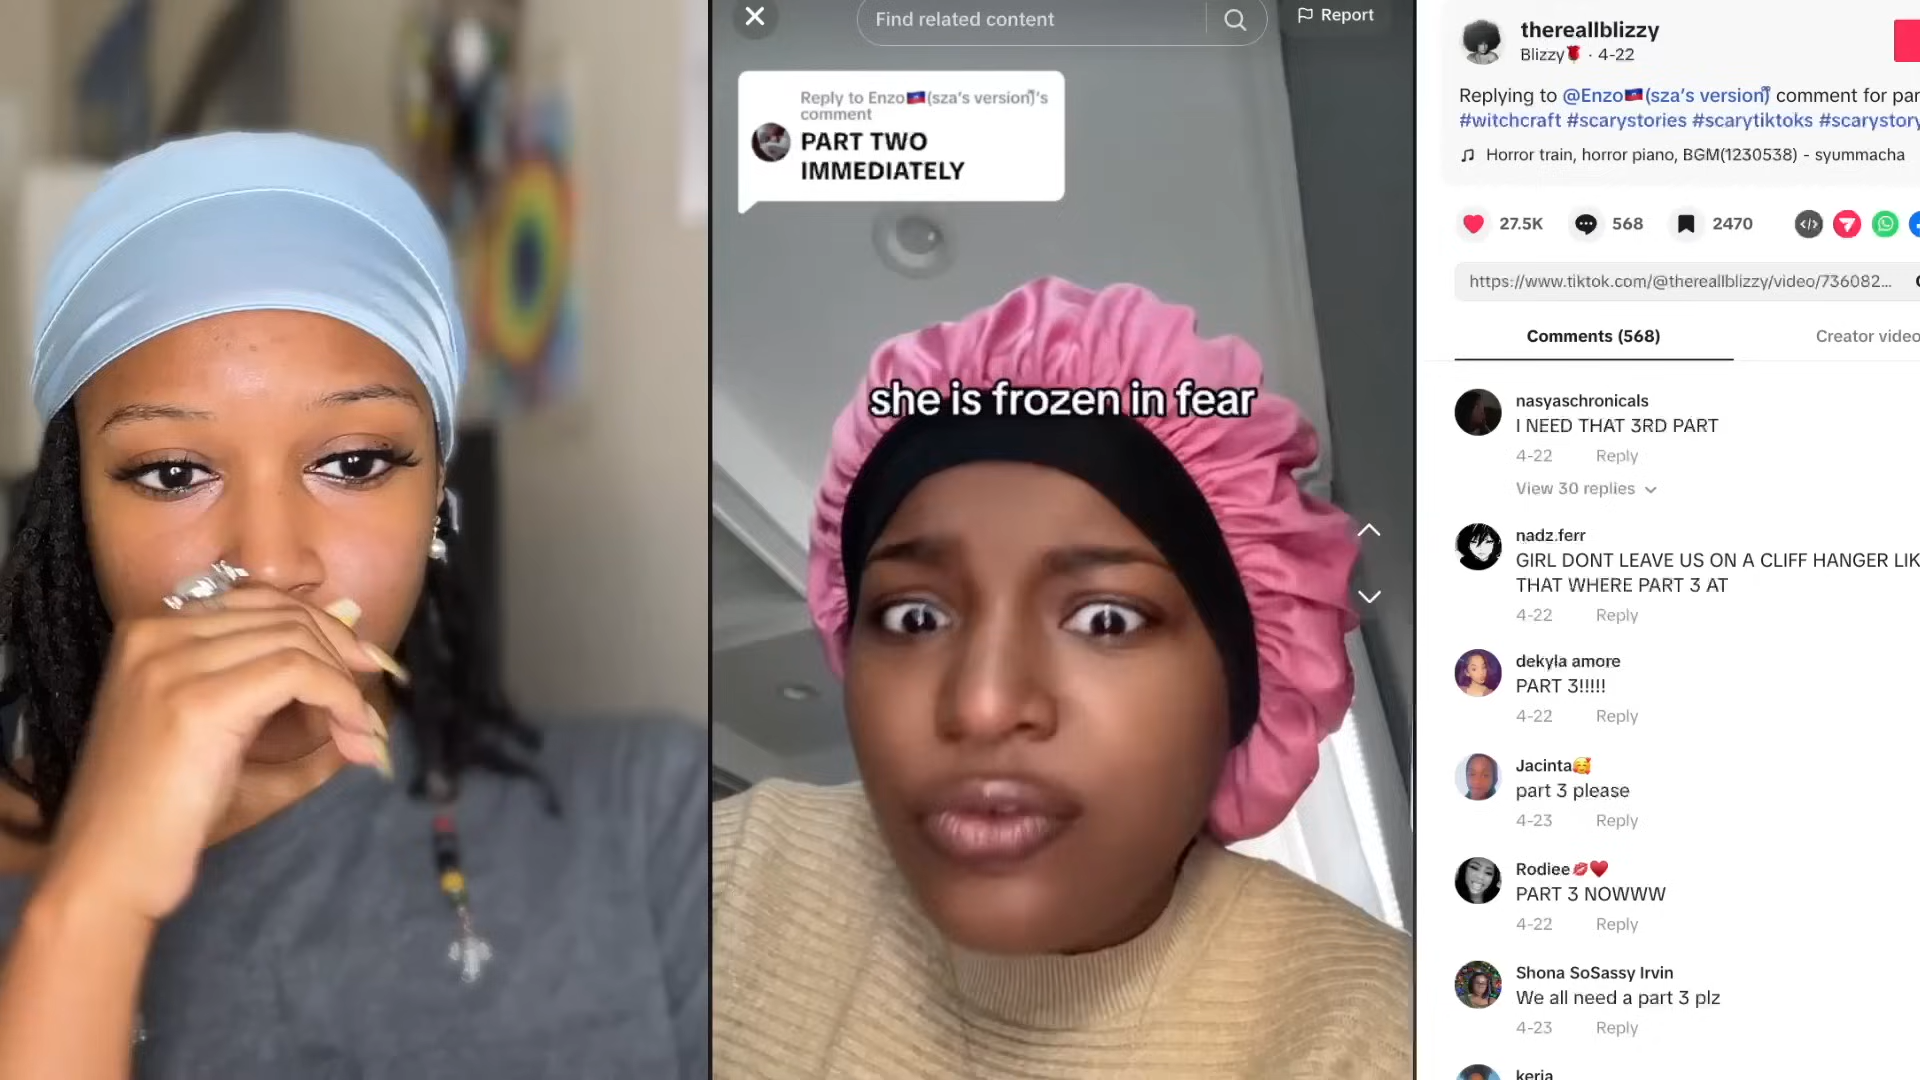 Find related content
Report
Reply to Enzo🇭🇹(sza's version)'s
comment
PART TWO
IMMEDIATELY
she is frozen in fear
thereallblizzy
Blizzy🌹 · 4-22
Replying to @Enzo🇭🇹(sza's version) comment for par
#witchcraft #scarystories #scarytiktoks #scarystory
Horror train, horror piano, BGM(1230538) - syummacha
27.5K 568 2470
https://www.tiktok.com/@thereallblizzy/video/736082...
Comments (568) Creator video
nasyaschronicals
I NEED THAT 3RD PART
4-22 Reply
View 30 replies
nadz.ferr
GIRL DONT LEAVE US ON A CLIFF HANGER LIK
THAT WHERE PART 3 AT
4-22 Reply
dekyla amore
PART 3!!!!!
4-22 Reply
Jacinta🥰
part 3 please
4-23 Reply
Rodiee💋♥️
PART 3 NOWWW
4-22 Reply
Shona SoSassy Irvin
We all need a part 3 plz
4-23 Reply
keria